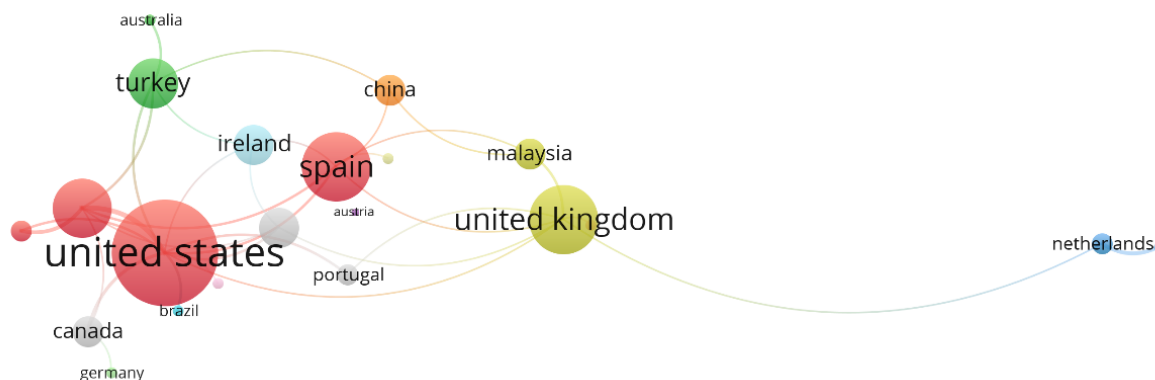 australia
turkey
china
ireland
malaysia
spain
austria
united kingdom
netherlands
united states
portugal
brazil
canada
germany